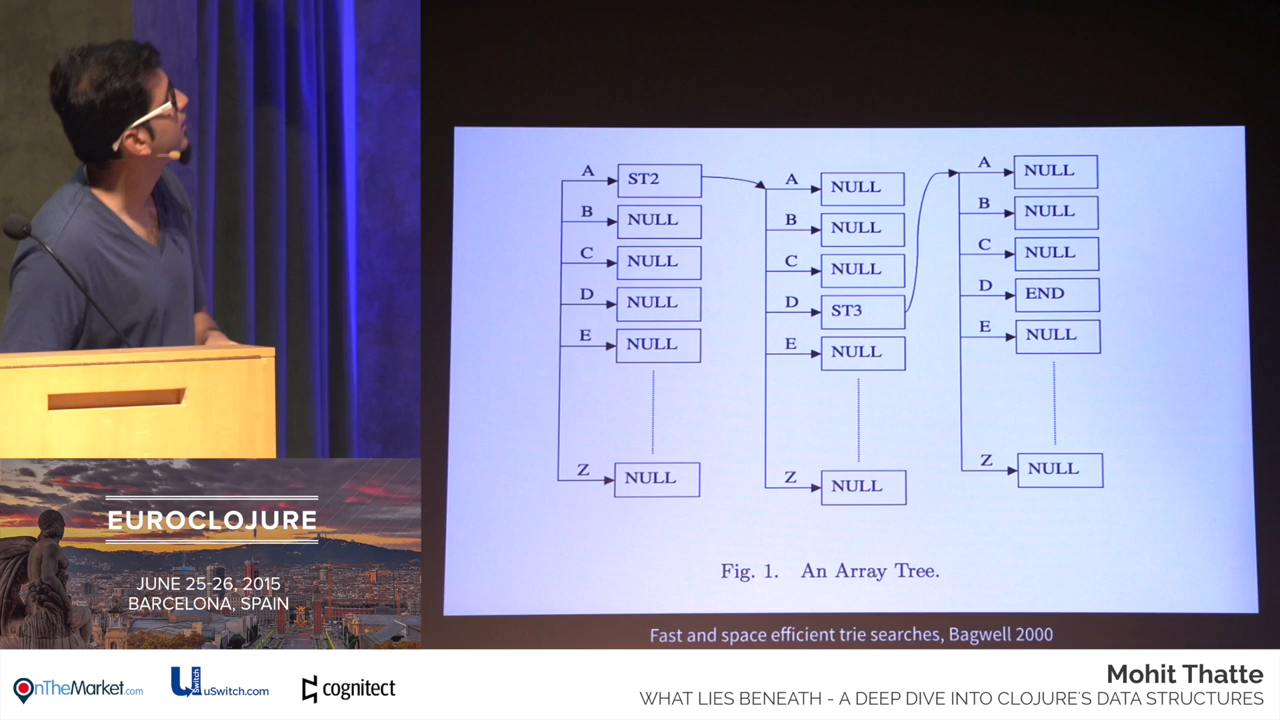 A
ST2
B
NULL
C
NULL
D
NULL
E
NULL
Z
NULL
A
NULL
B
NULL
C
NULL
D
ST3
E
NULL
Z
NULL
A
NULL
B
NULL
C
NULL
D
END
E
NULL
Z
NULL
Fig. 1. An Array Tree.
Fast and space efficient trie searches, Bagwell 2000
EUROCLOJURE
JUNE 25-26, 2015
BARCELONA, SPAIN
OnTheMarket.com
U Switch uSwitch.com
cognitect
Mohit Thatte
WHAT LIES BENEATH - A DEEP DIVE INTO CLOJURE'S DATA STRUCTURES